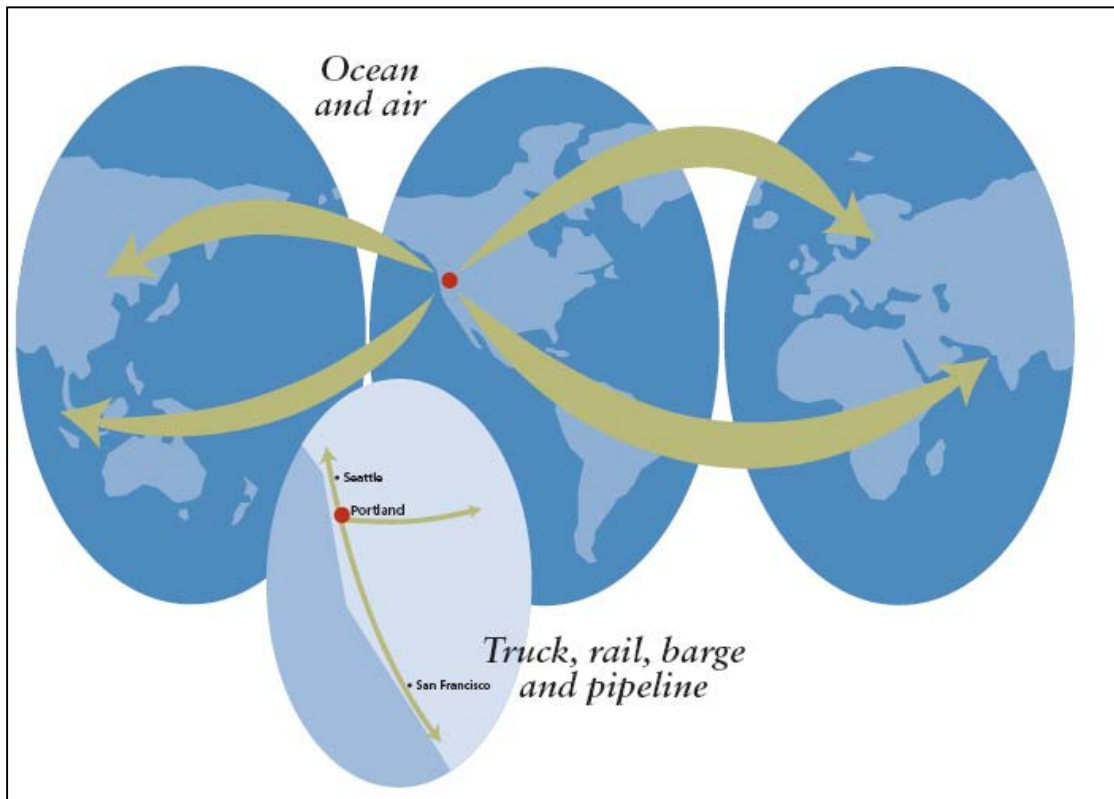 Ocean
and air
Seattle
Portland
San Francisco
Truck, rail, barge
and pipeline